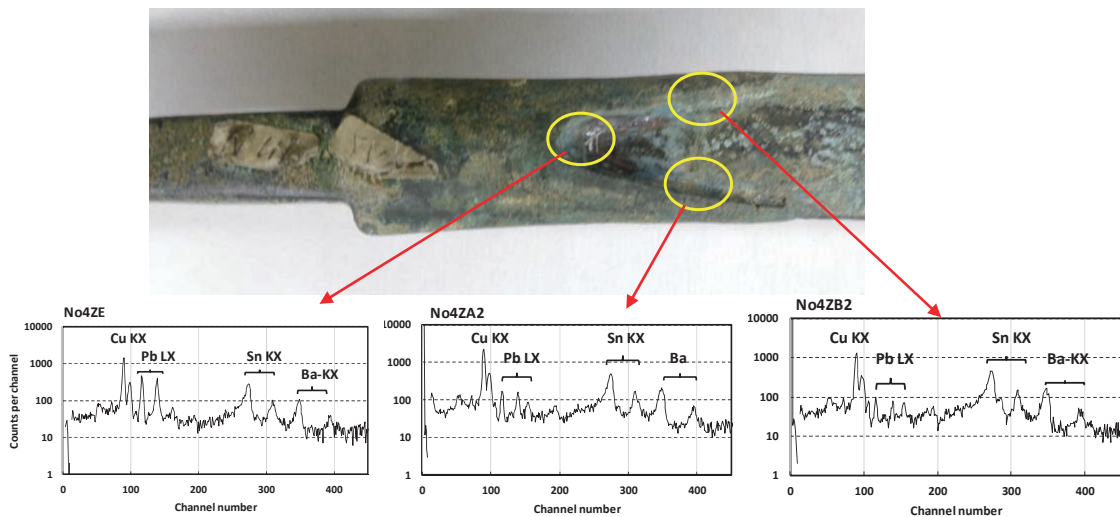 No4ZE
10000
1000
100
10
1
Counts per channel
Cu KX
Pb LX
Sn KX
Ba-KX
0
100
200
300
400
Channel number
No4ZA2
10000
1000
100
10
1
Cu KX
Pb LX
Sn KX
Ba
0
100
200
300
400
Channel number
No4ZB2
10000
1000
100
10
1
Cu KX
Pb LX
Sn KX
Ba-KX
0
100
200
300
400
Channel number